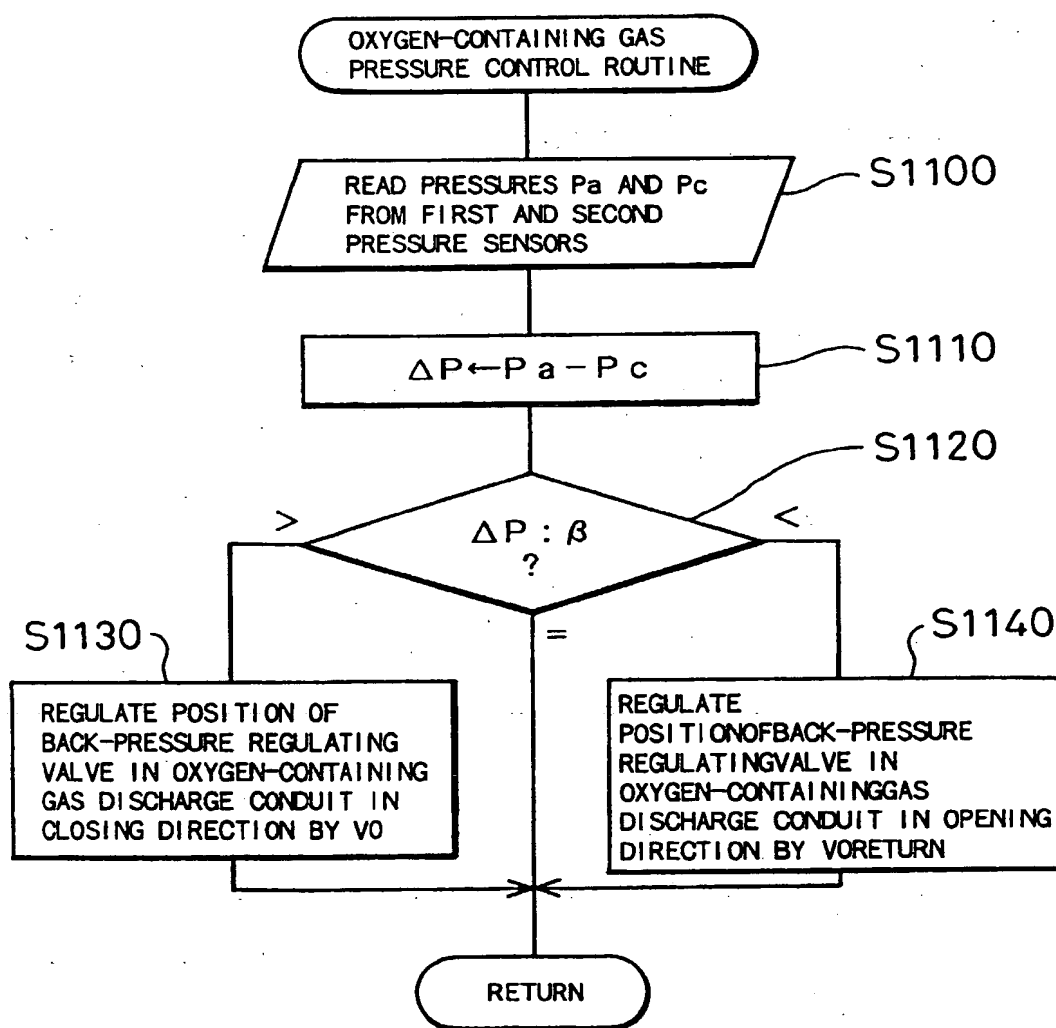 OXYGEN-CONTAINING GAS
PRESSURE CONTROL ROUTINE
S1100
READ PRESSURES Pa AND Pc
FROM FIRST AND SECOND
PRESSURE SENSORS
S1110
ΔP←Pa-Pc
S1120
>
<
ΔP : β
?
=
S1130
S1140
REGULATE POSITION OF
BACK-PRESSURE REGULATING
VALVE IN OXYGEN-CONTAINING
GAS DISCHARGE CONDUIT IN
CLOSING DIRECTION BY VO
REGULATE
POSITIONOFBACK-PRESSURE
REGULATINGVALVE IN
OXYGEN-CONTAININGGAS
DISCHARGE CONDUIT IN OPENING
DIRECTION BY VORETURN
RETURN